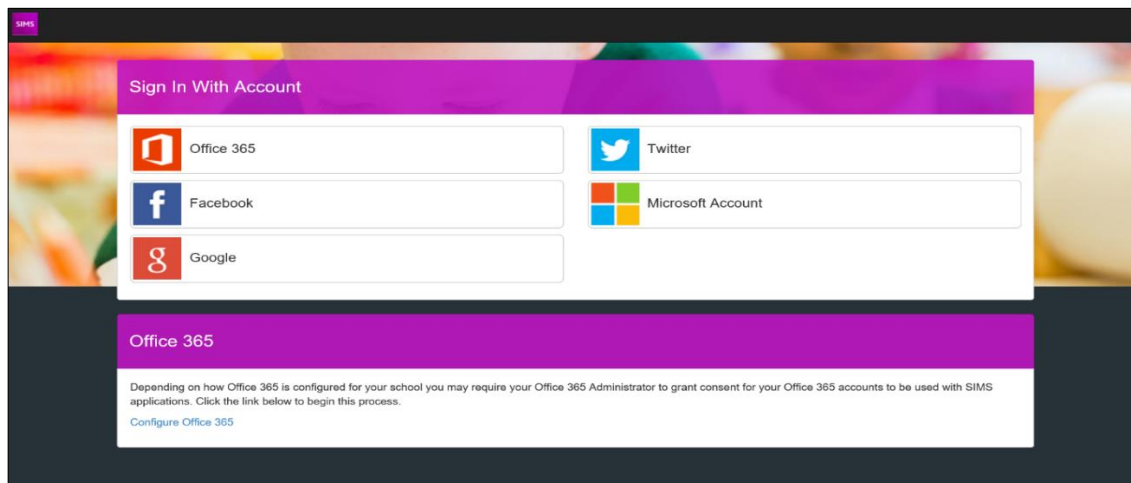 SIMS
Sign In With Account
Office 365
Twitter
Facebook
Microsoft Account
Google
Office 365
Depending on how Office 365 is configured for your school you may require your Office 365 Administrator to grant consent for your Office 365 accounts to be used with SIMS
applications. Click the link below to begin this process.
Configure Office 365